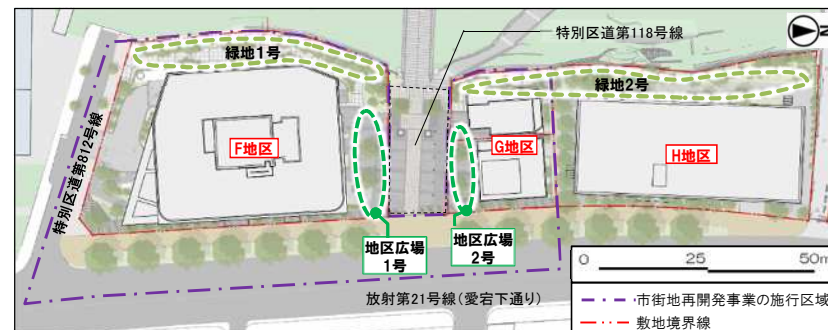 特別区道第118号線
N
緑地1号
緑地2号
特別区道第812号線
F地区
G地区
H地区
地区広場
1号
地区広場
2号
放射第21号線(愛宕下通り)
0 25 50m
市街地再開発事業の施行区域
敷地境界線